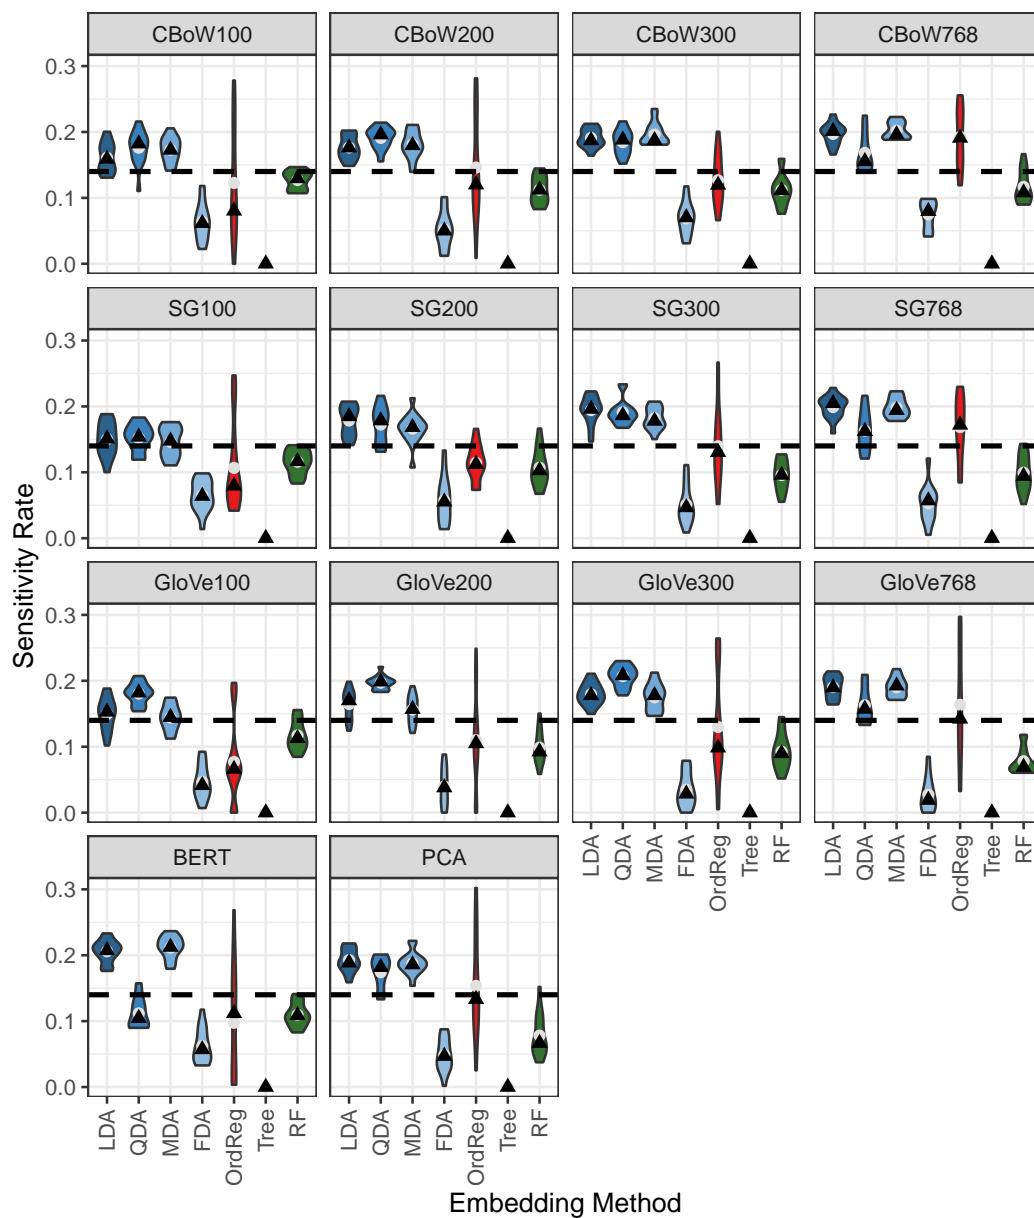 CBoW100 CBoW200 CBoW300 CBoW768
0.3
0.2
0.1
0.0
SG100 SG200 SG300 SG768
0.3
0.2
0.1
0.0
GloVe100 GloVe200 GloVe300 GloVe768
0.3
0.2
0.1
0.0
LDA QDA MDA FDA OrdReg Tree RF LDA QDA MDA FDA OrdReg Tree RF
BERT PCA
0.3
0.2
0.1
0.0
LDA QDA MDA FDA OrdReg Tree RF LDA QDA MDA FDA OrdReg Tree RF
Sensitivity Rate
Embedding Method